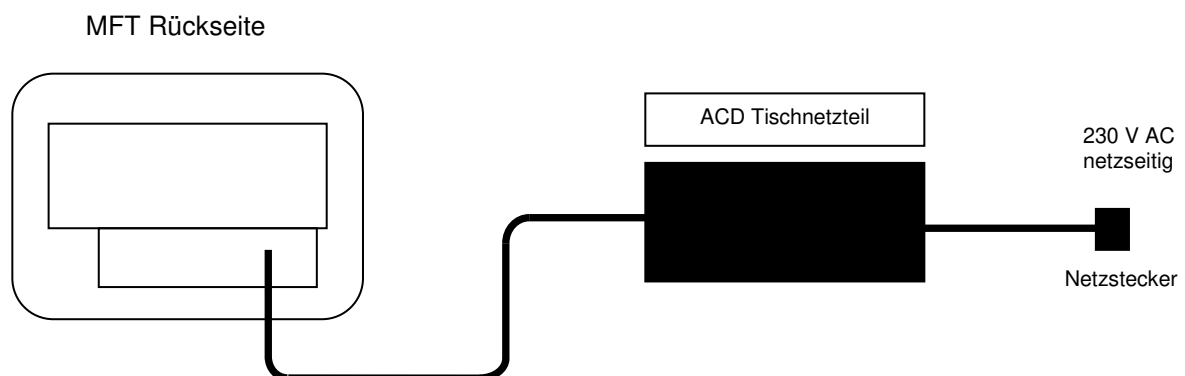 MFT Rückseite
ACD Tischnetzteil
230 V AC
netzseitig
Netzstecker